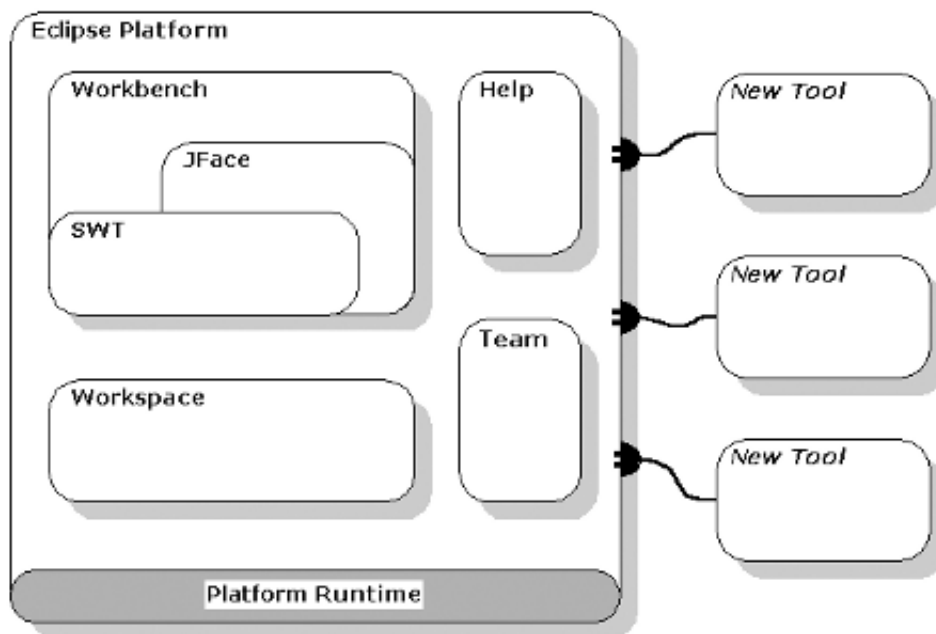 Eclipse Platform
Workbench
JFace
SWT
Workspace
Help
Team
Platform Runtime
New Tool
New Tool
New Tool